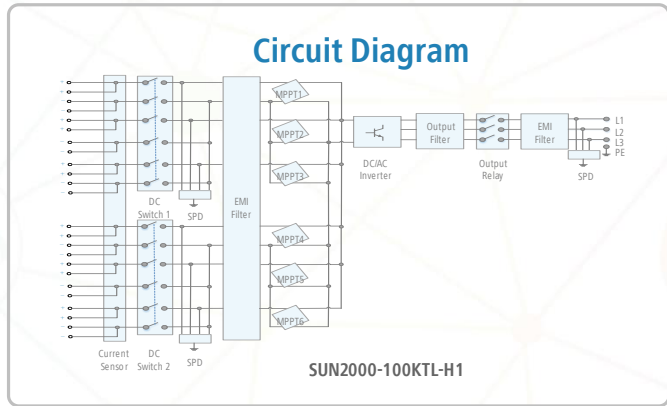 Circuit Diagram
MPPT1
MPPT2
MPPT3
DC
Switch 1
SPD
EMI
Filter
DC/AC
Inverter
Output
Filter
Output
Relay
EMI
Filter
L1
L2
L3
PE
SPD
MPPT4
MPPT5
MPPT6
Current
Sensor
DC
Switch 2
SPD
SUN2000-100KTL-H1